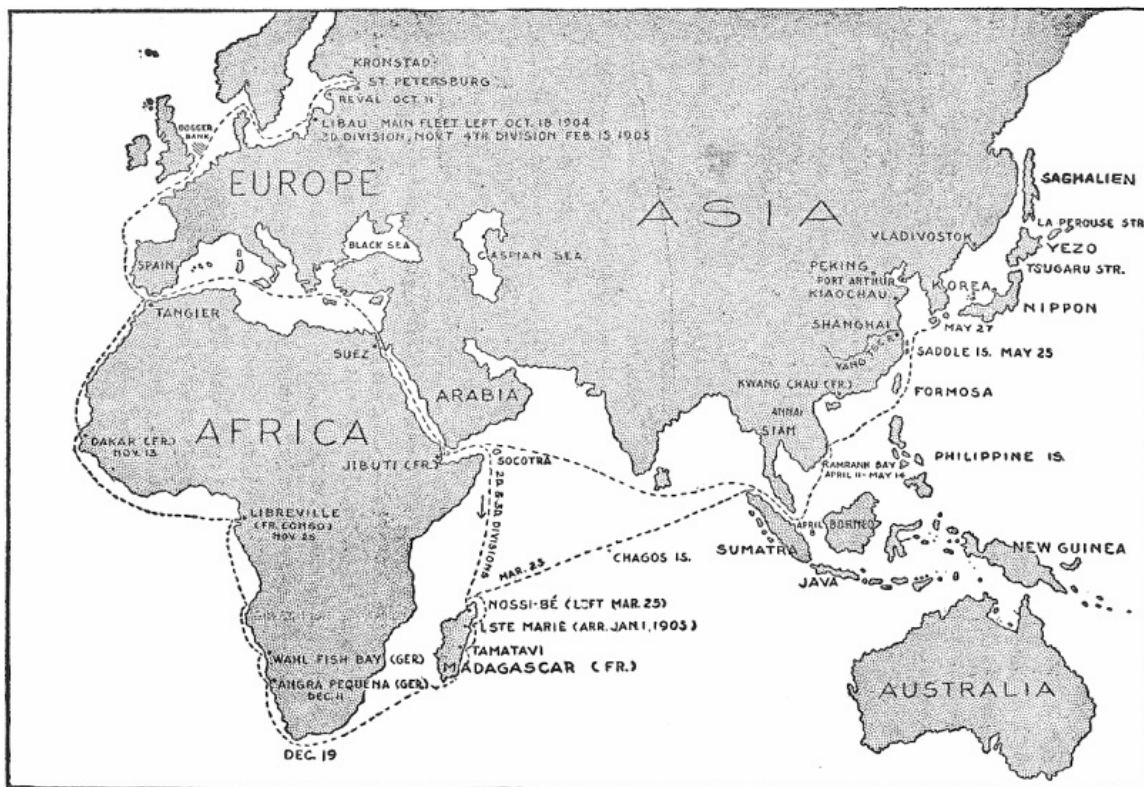 KRONSTAD
ST. PETERSBURG
REVAL OCT. 11
LIBAU MAIN FLEET LEFT OCT. 18, 1904
3D DIVISION, NOV. 7 4TH DIVISION FEB. 15 1905
DOGGER
BANK
EUROPE
ASIA
SAGHALIEN
LA PEROUSE STR.
VLADIVOSTOK
YEZO
TSUGARU STR.
BLACK SEA
CASPIAN SEA
SPAIN
PEKING
PORT ARTHUR
KIAOCHAU
KOREA
NIPPON
TANGIER
SHANGHAI
MAY 27
YANGTSE R.
SADDLE IS. MAY 25
SUEZ
ARABIA
KWANG CHAU (FR.)
FORMOSA
AFRICA
ANNAM
SIAM
DAKAR (FR.)
NOV. 13
JIBUTI (FR.)
SOCOTRA
KAMRANN BAY
APRIL 11 - MAY 14
PHILIPPINE IS.
2D. & 3D. DIVISIONS
LIBREVILLE
(FR. CONGO)
NOV. 26
APRIL
BORNEO
SUMATRA
NEW GUINEA
MAR. 25
CHAGOS IS.
JAVA
NOSSI-BÉ (LEFT MAR. 25)
I. STE MARIE (ARR. JAN. 1, 1905)
TAMATAVI
WAHL FISH BAY (GER)
MADAGASCAR (FR.)
ANGRA PEQUENA (GER)
DEC. 11
AUSTRALIA
DEC. 19